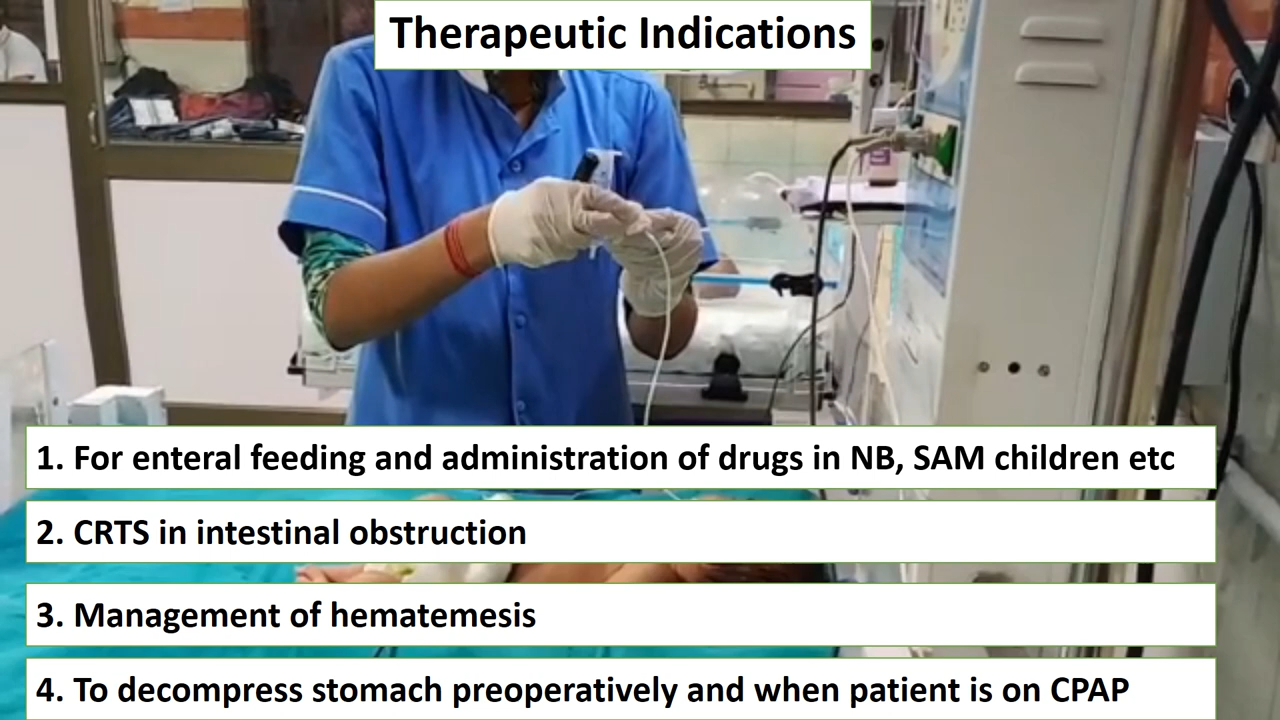 Therapeutic Indications
1. For enteral feeding and administration of drugs in NB, SAM children etc
2. CRTS in intestinal obstruction
3. Management of hematemesis
4. To decompress stomach preoperatively and when patient is on CPAP